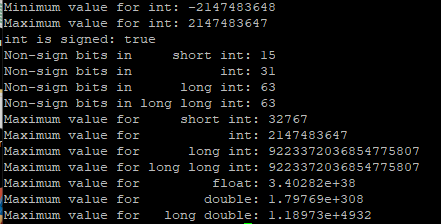 Minimum value for int: -2147483648
Maximum value for int: 2147483647
int is signed: true
Non-sign bits in     short int: 15
Non-sign bits in           int: 31
Non-sign bits in      long int: 63
Non-sign bits in long long int: 63
Maximum value for     short int: 32767
Maximum value for           int: 2147483647
Maximum value for      long int: 9223372036854775807
Maximum value for long long int: 9223372036854775807
Maximum value for         float: 3.40282e+38
Maximum value for        double: 1.79769e+308
Maximum value for   long double: 1.18973e+4932